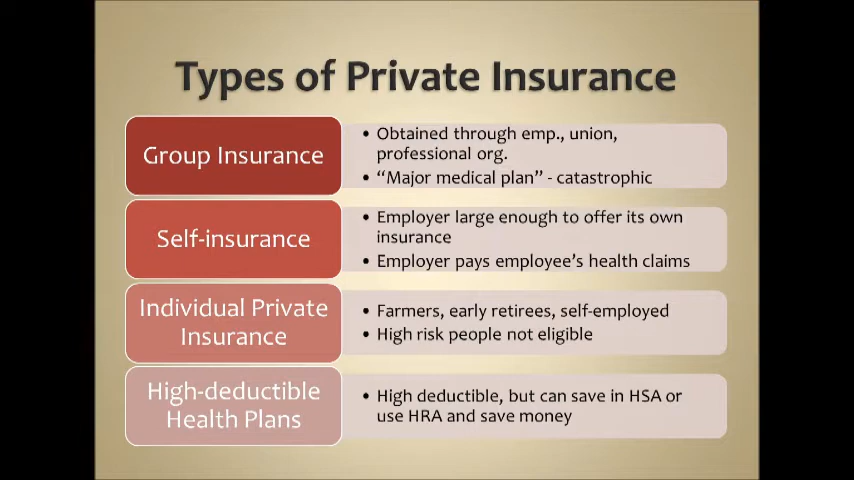 Types of Private Insurance
Group Insurance
• Obtained through emp., union,
professional org.
• “Major medical plan” - catastrophic
Self-insurance
• Employer large enough to offer its own
insurance
• Employer pays employee’s health claims
Individual Private
Insurance
• Farmers, early retirees, self-employed
• High risk people not eligible
High-deductible
Health Plans
• High deductible, but can save in HSA or
use HRA and save money